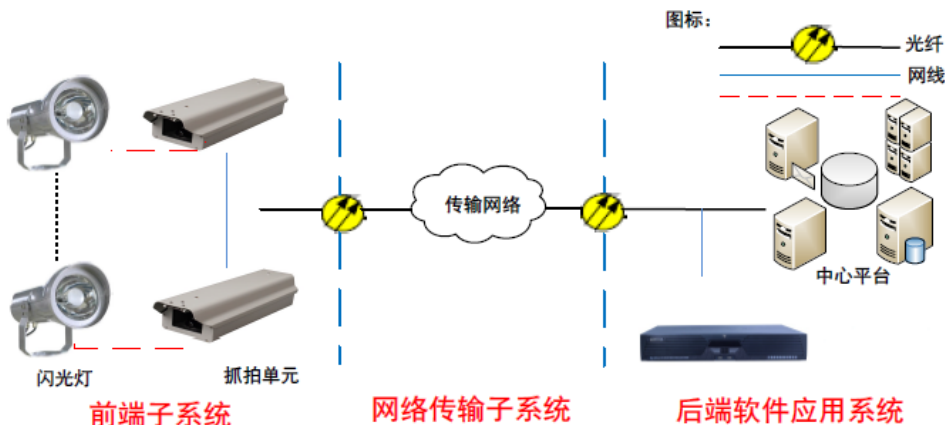 图标：
光纤
网线
传输网络
中心平台
闪光灯
抓拍单元
前端子系统
网络传输子系统
后端软件应用系统